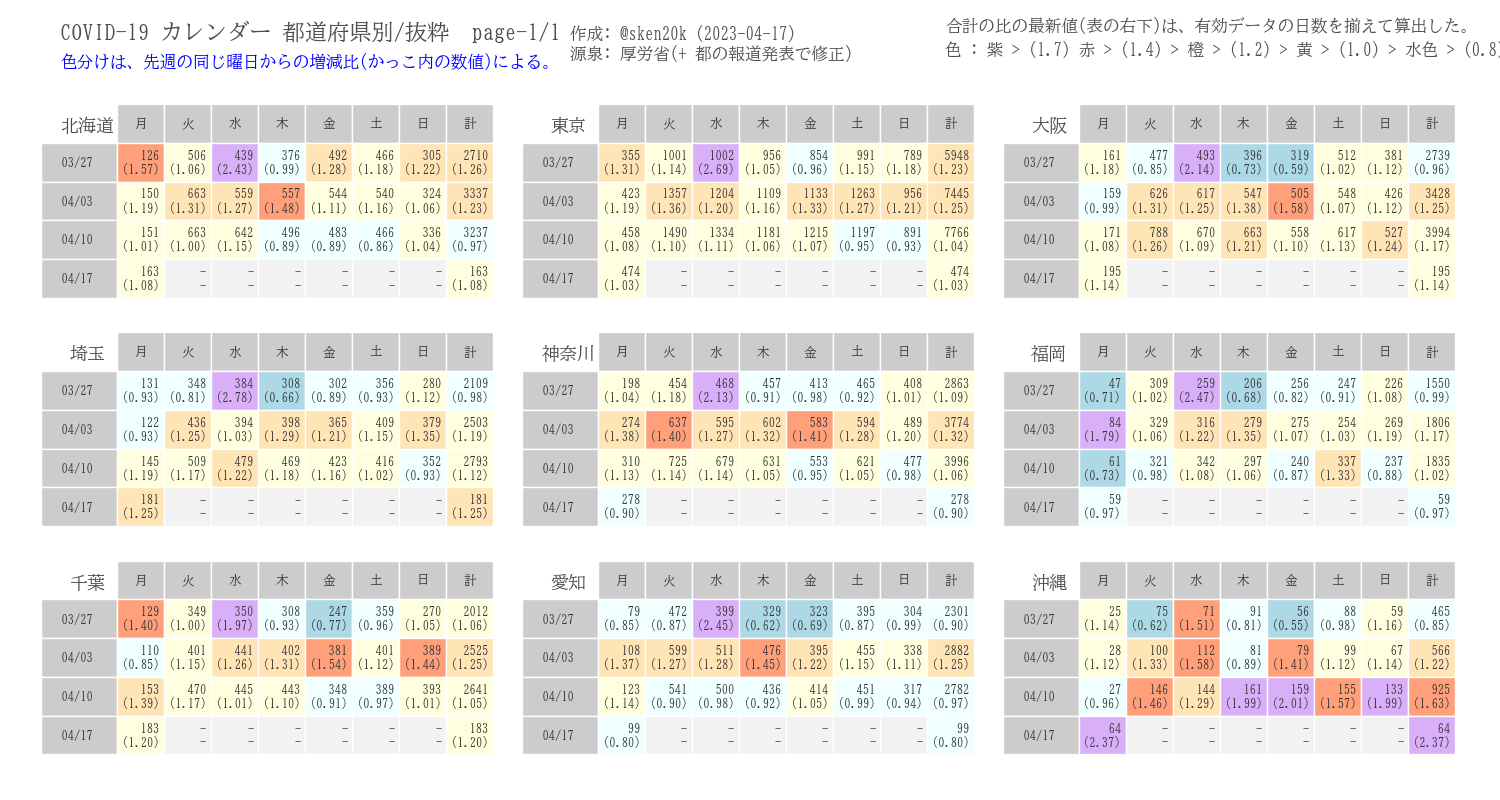 COVID-19 カレンダー 都道府県別/抜粋 page-1/1
色分けは、先週の同じ曜日からの増減比(かっこ内の数値)による。
作成: @sken20k (2023-04-17)
源泉: 厚労省(+ 都の報道発表で修正)
合計の比の最新値(表の右下)は、有効データの日数を揃えて算出した。
色 : 紫 > (1.7) 赤 > (1.4) > 橙 > (1.2) > 黄 > (1.0) > 水色 > (0.8)
北海道 月 火 水 木 金 土 日 計
03/27 126 506 439 376 492 466 305 2710
(1.57) (1.06) (2.43) (0.99) (1.28) (1.18) (1.22) (1.26)
04/03 150 663 559 557 544 540 324 3337
(1.19) (1.31) (1.27) (1.48) (1.11) (1.16) (1.06) (1.23)
04/10 151 663 642 496 483 466 336 3237
(1.01) (1.00) (1.15) (0.89) (0.89) (0.86) (1.04) (0.97)
04/17 163 − − − − − − 163
(1.08) − − − − − − (1.08)
東京 月 火 水 木 金 土 日 計
03/27 355 1001 1002 956 854 991 789 5948
(1.31) (1.14) (2.69) (1.05) (0.96) (1.15) (1.18) (1.23)
04/03 423 1357 1204 1109 1133 1263 956 7445
(1.19) (1.36) (1.20) (1.16) (1.33) (1.27) (1.21) (1.25)
04/10 458 1490 1334 1181 1215 1197 891 7766
(1.08) (1.10) (1.11) (1.06) (1.07) (0.95) (0.93) (1.04)
04/17 474 − − − − − − 474
(1.03) − − − − − − (1.03)
大阪 月 火 水 木 金 土 日 計
03/27 161 477 493 396 319 512 381 2739
(1.18) (0.85) (2.14) (0.73) (0.59) (1.02) (1.12) (0.96)
04/03 159 626 617 547 505 548 426 3428
(0.99) (1.31) (1.25) (1.38) (1.58) (1.07) (1.12) (1.25)
04/10 171 788 670 663 558 617 527 3994
(1.08) (1.26) (1.09) (1.21) (1.10) (1.13) (1.24) (1.17)
04/17 195 − − − − − − 195
(1.14) − − − − − − (1.14)
埼玉 月 火 水 木 金 土 日 計
03/27 131 348 384 308 302 356 280 2109
(0.93) (0.81) (2.78) (0.66) (0.89) (0.93) (1.12) (0.98)
04/03 122 436 394 398 365 409 379 2503
(0.93) (1.25) (1.03) (1.29) (1.21) (1.15) (1.35) (1.19)
04/10 145 509 479 469 423 416 352 2793
(1.19) (1.17) (1.22) (1.18) (1.16) (1.02) (0.93) (1.12)
04/17 181 − − − − − − 181
(1.25) − − − − − − (1.25)
神奈川 月 火 水 木 金 土 日 計
03/27 198 454 468 457 413 465 408 2863
(1.04) (1.18) (2.13) (0.91) (0.98) (0.92) (1.01) (1.09)
04/03 274 637 595 602 583 594 489 3774
(1.38) (1.40) (1.27) (1.32) (1.41) (1.28) (1.20) (1.32)
04/10 310 725 679 631 553 621 477 3996
(1.13) (1.14) (1.14) (1.05) (0.95) (1.05) (0.98) (1.06)
04/17 278 − − − − − − 278
(0.90) − − − − − − (0.90)
福岡 月 火 水 木 金 土 日 計
03/27 47 309 259 206 256 247 226 1550
(0.71) (1.02) (2.47) (0.68) (0.82) (0.91) (1.08) (0.99)
04/03 84 329 316 279 275 254 269 1806
(1.79) (1.06) (1.22) (1.35) (1.07) (1.03) (1.19) (1.17)
04/10 61 321 342 297 240 337 237 1835
(0.73) (0.98) (1.08) (1.06) (0.87) (1.33) (0.88) (1.02)
04/17 59 − − − − − − 59
(0.97) − − − − − − (0.97)
千葉 月 火 水 木 金 土 日 計
03/27 129 349 350 308 247 359 270 2012
(1.40) (1.00) (1.97) (0.93) (0.77) (0.96) (1.05) (1.06)
04/03 110 401 441 402 381 401 389 2525
(0.85) (1.15) (1.26) (1.31) (1.54) (1.12) (1.44) (1.25)
04/10 153 470 445 443 348 389 393 2641
(1.39) (1.17) (1.01) (1.10) (0.91) (0.97) (1.01) (1.05)
04/17 183 − − − − − − 183
(1.20) − − − − − − (1.20)
愛知 月 火 水 木 金 土 日 計
03/27 79 472 399 329 323 395 304 2301
(0.85) (0.87) (2.45) (0.62) (0.69) (0.87) (0.99) (0.90)
04/03 108 599 511 476 395 455 338 2882
(1.37) (1.27) (1.28) (1.45) (1.22) (1.15) (1.11) (1.25)
04/10 123 541 500 436 414 451 317 2782
(1.14) (0.90) (0.98) (0.92) (1.05) (0.99) (0.94) (0.97)
04/17 99 − − − − − − 99
(0.80) − − − − − − (0.80)
沖縄 月 火 水 木 金 土 日 計
03/27 25 75 71 91 56 88 59 465
(1.14) (0.62) (1.51) (0.81) (0.55) (0.98) (1.16) (0.85)
04/03 28 100 112 81 79 99 67 566
(1.12) (1.33) (1.58) (0.89) (1.41) (1.12) (1.14) (1.22)
04/10 27 146 144 161 159 155 133 925
(0.96) (1.46) (1.29) (1.99) (2.01) (1.57) (1.99) (1.63)
04/17 64 − − − − − − 64
(2.37) − − − − − − (2.37)